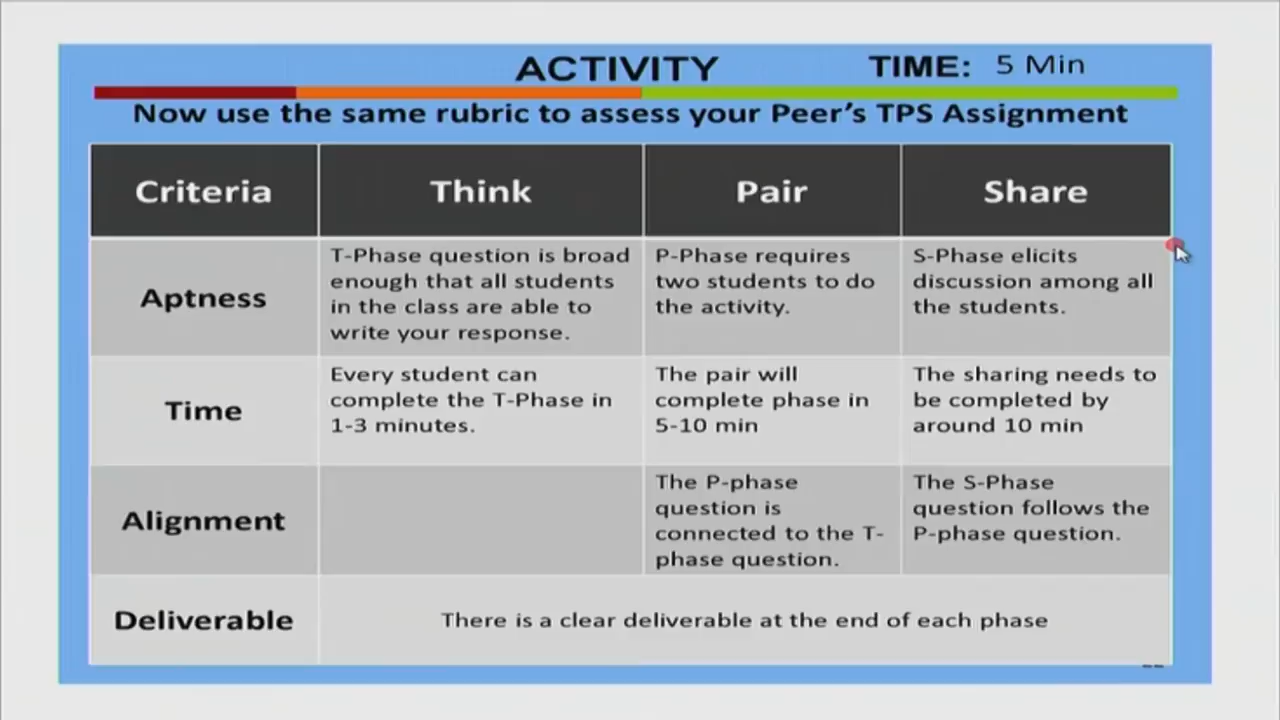 ACTIVITY
TIME: 5 Min
Now use the same rubric to assess your Peer's TPS Assignment
Criteria
Think
Pair
Share
Aptness
T-Phase question is broad
enough that all students
in the class are able to
write your response.
P-Phase requires
two students to do
the activity.
S-Phase elicits
discussion among all
the students.
Time
Every student can
complete the T-Phase in
1-3 minutes.
The pair will
complete phase in
5-10 min
The sharing needs to
be completed by
around 10 min
Alignment
The P-phase
question is
connected to the T-
phase question.
The S-Phase
question follows the
P-phase question.
Deliverable
There is a clear deliverable at the end of each phase